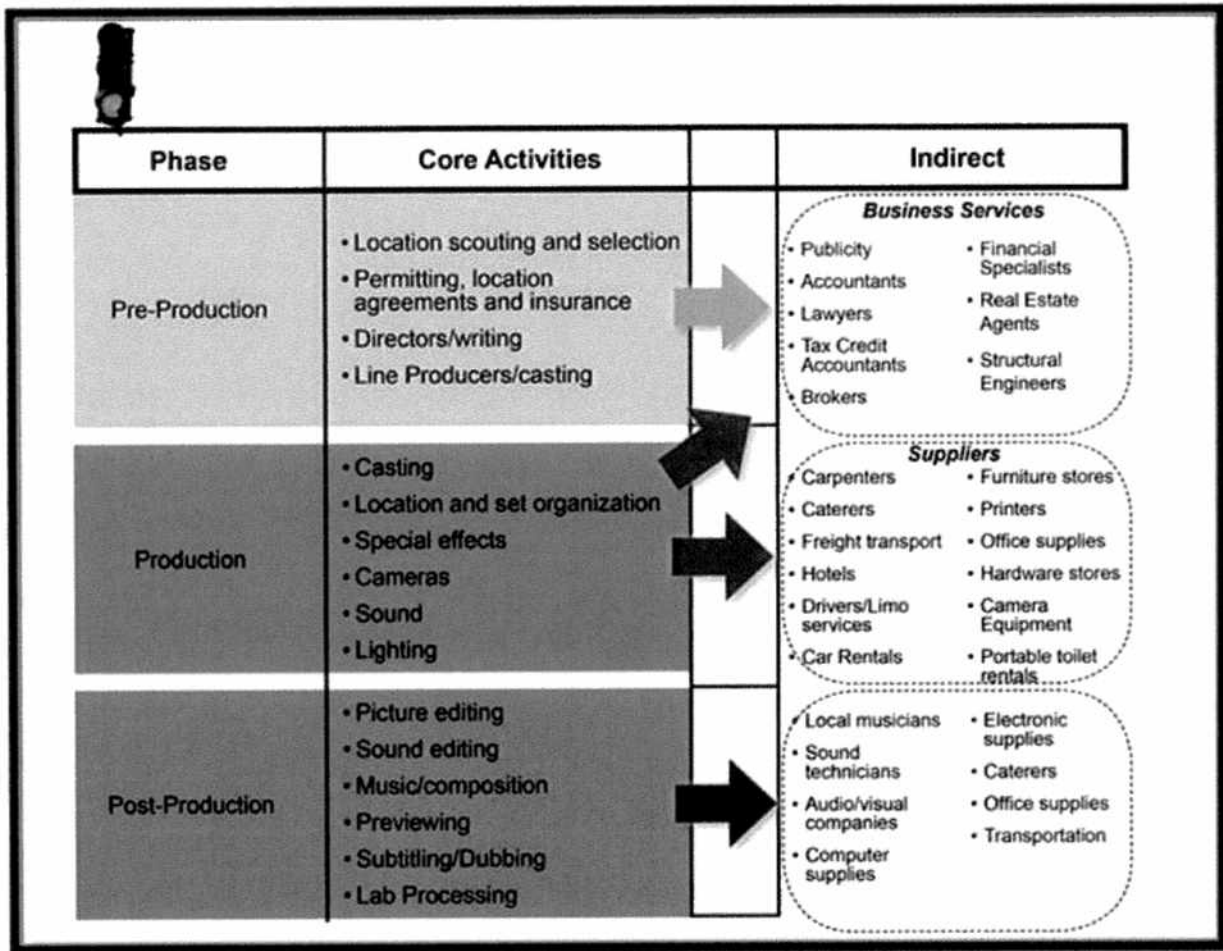 Phase
Core Activities
Indirect
Pre-Production
• Location scouting and selection
• Permitting, location
agreements and insurance
• Directors/writing
• Line Producers/casting
Business Services
• Publicity
• Accountants
• Lawyers
• Tax Credit
Accountants
• Brokers
• Financial
Specialists
• Real Estate
Agents
• Structural
Engineers
Production
• Casting
• Location and set organization
• Special effects
• Cameras
• Sound
• Lighting
Suppliers
• Carpenters
• Caterers
• Freight transport
• Hotels
• Drivers/Limo
services
• Car Rentals
• Furniture stores
• Printers
• Office supplies
• Hardware stores
• Camera
Equipment
• Portable toilet
rentals
Post-Production
• Picture editing
• Sound editing
• Music/composition
• Previewing
• Subtitling/Dubbing
• Lab Processing
• Local musicians
• Sound
technicians
• Audio/visual
companies
• Computer
supplies
• Electronic
supplies
• Caterers
• Office supplies
• Transportation